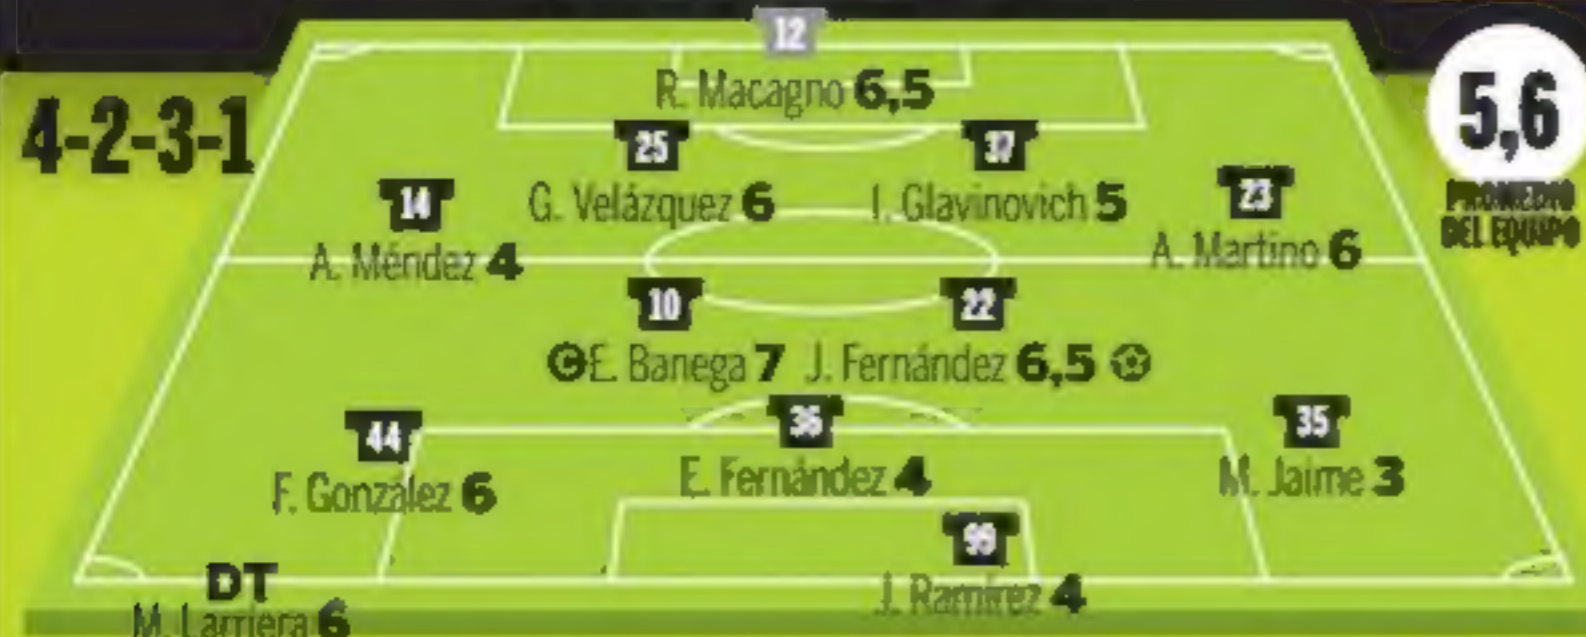 12
R. Macagno 6,5
4-2-3-1
5,6
PROMEDIO
DEL EQUIPO
25
G. Velázquez 6
37
I. Glavinovich 5
14
A. Méndez 4
23
A. Martino 6
10
©E. Banega 7
22
J. Fernández 6,5
44
F. González 6
36
E. Fernández 4
35
M. Jaime 3
99
J. Ramírez 4
DT
M. Larriera 6